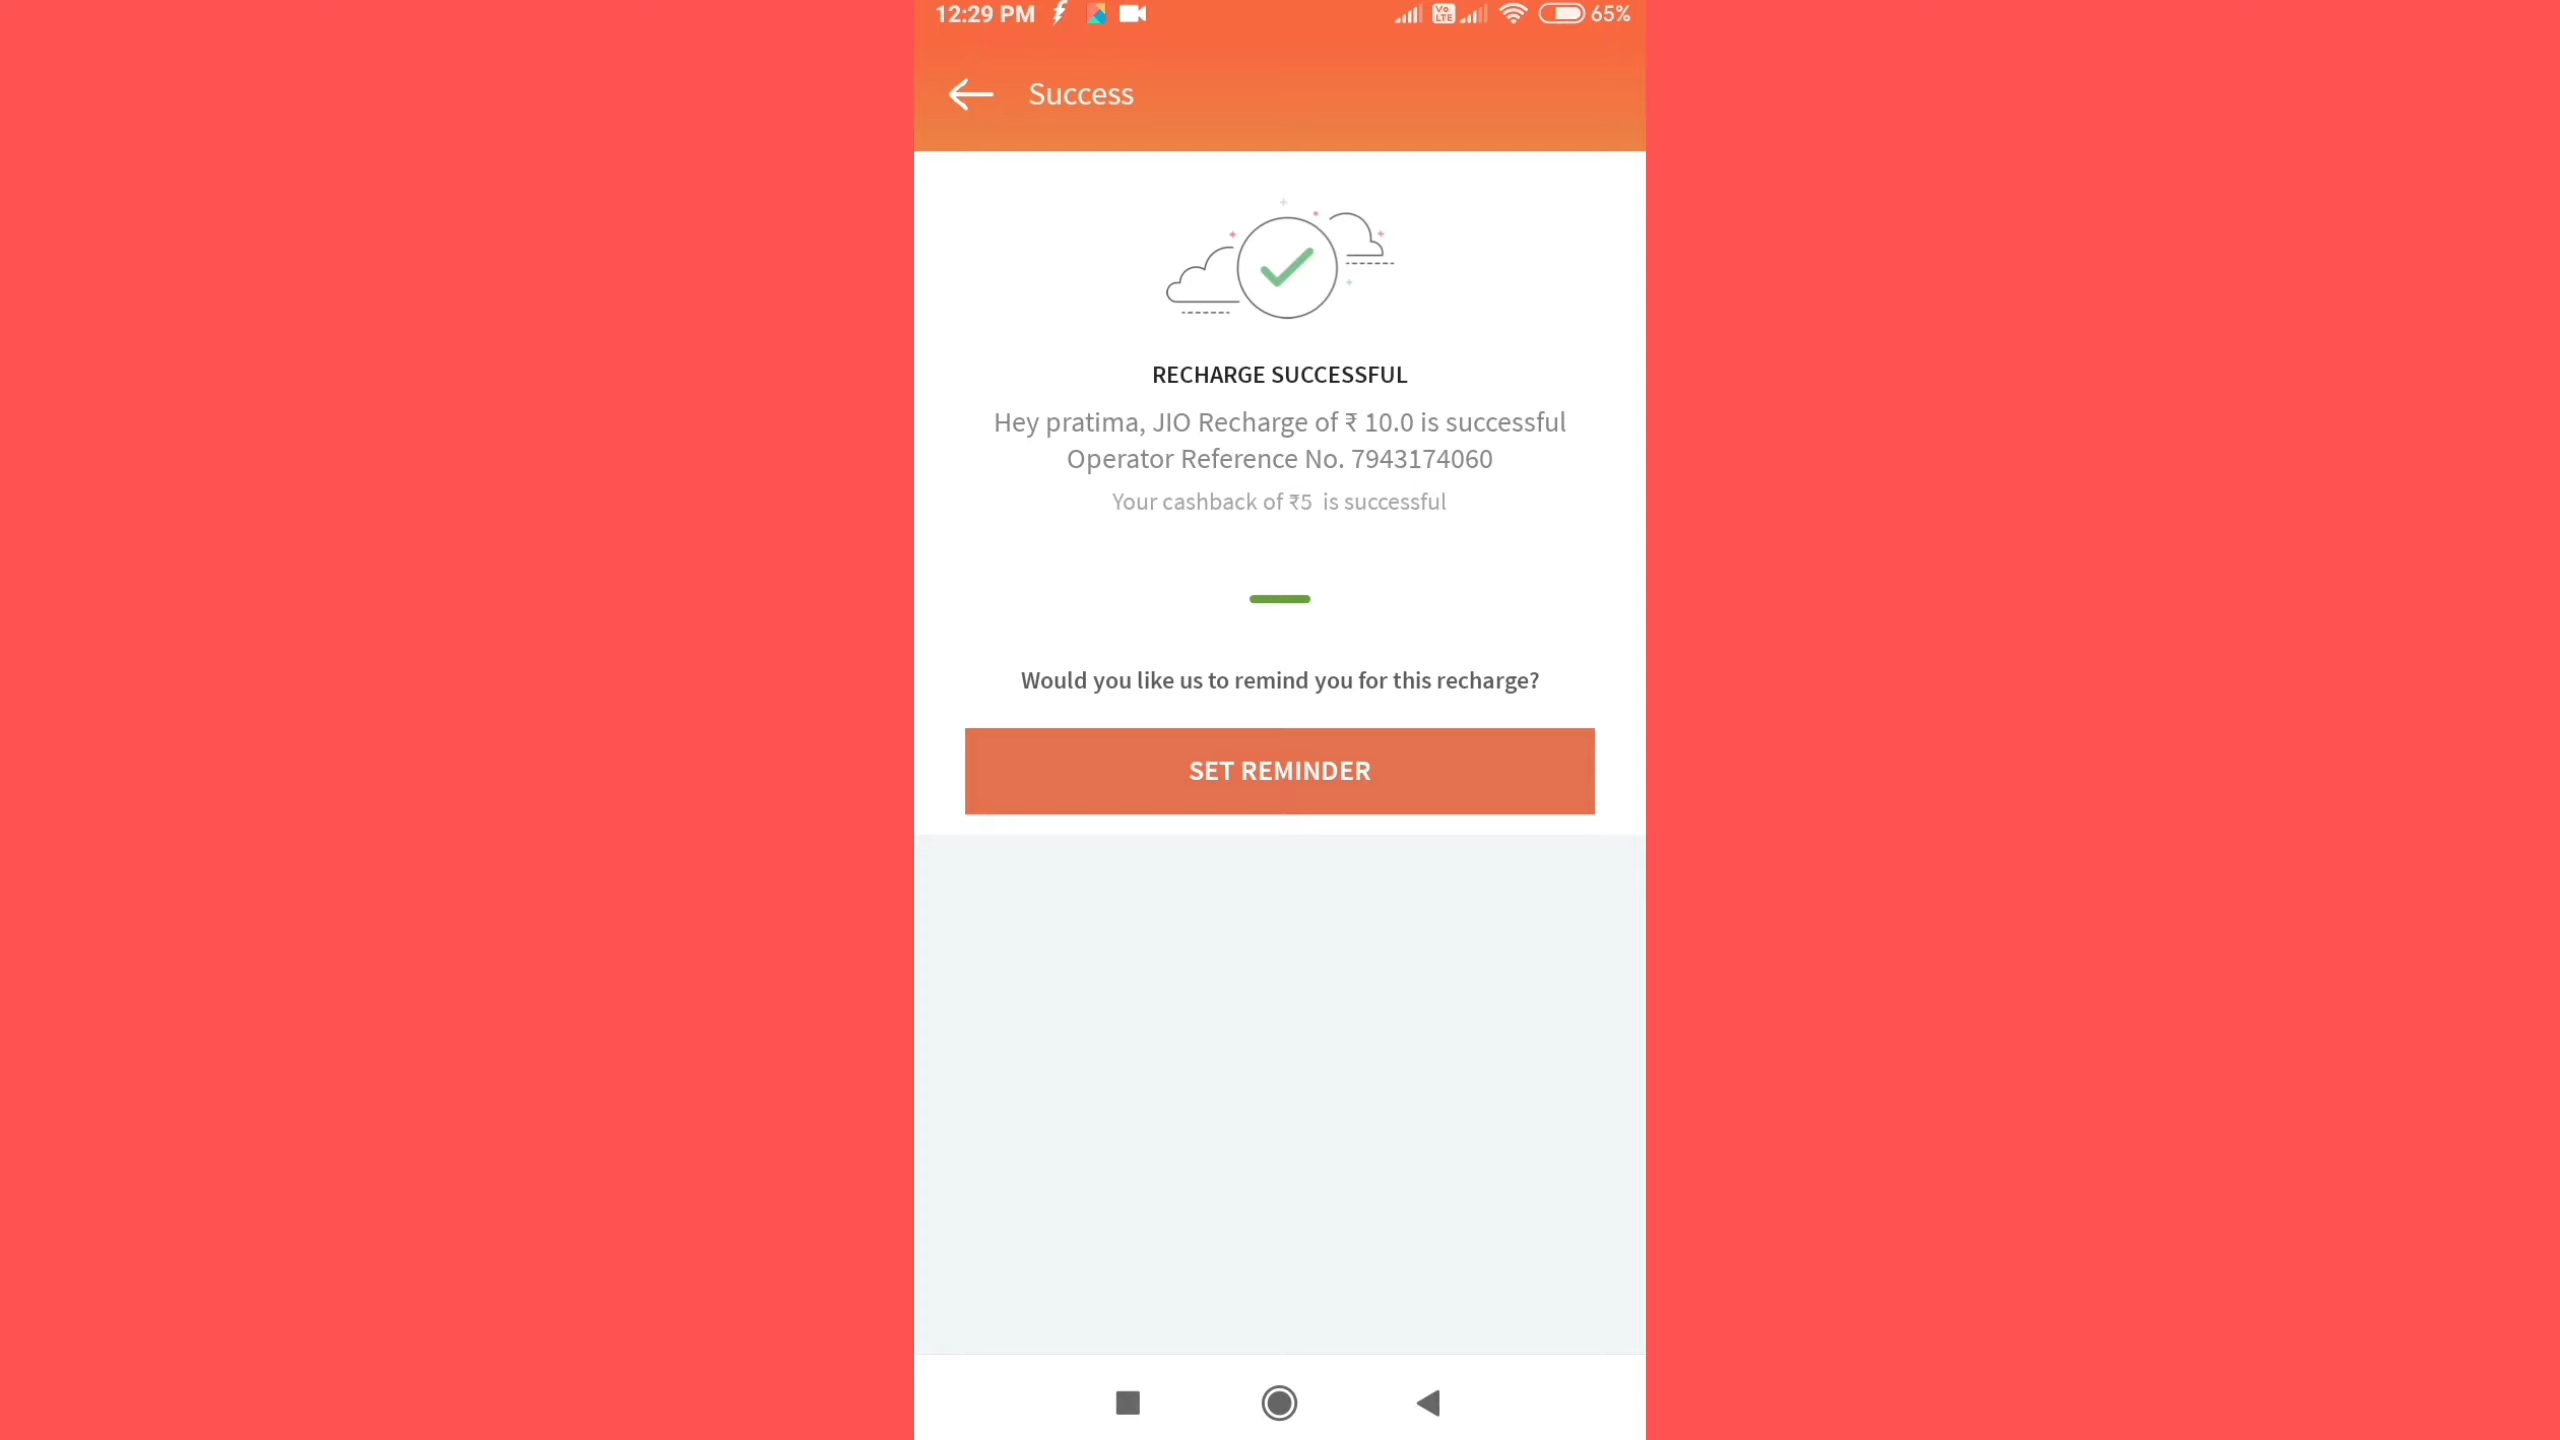 12:29 PM
Vo LTE
65%
Success
RECHARGE SUCCESSFUL
Hey pratima, JIO Recharge of ₹ 10.0 is successful
Operator Reference No. 7943174060
Your cashback of ₹5 is successful
Would you like us to remind you for this recharge?
SET REMINDER